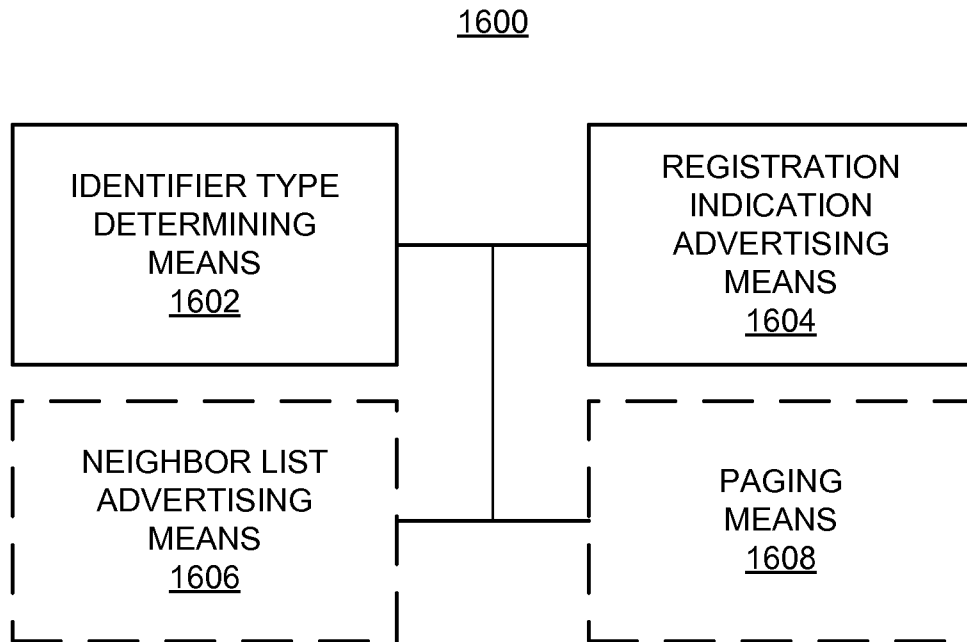 1600
IDENTIFIER TYPE
DETERMINING
MEANS
1602
REGISTRATION
INDICATION
ADVERTISING
MEANS
1604
NEIGHBOR LIST
ADVERTISING
MEANS
1606
PAGING
MEANS
1608